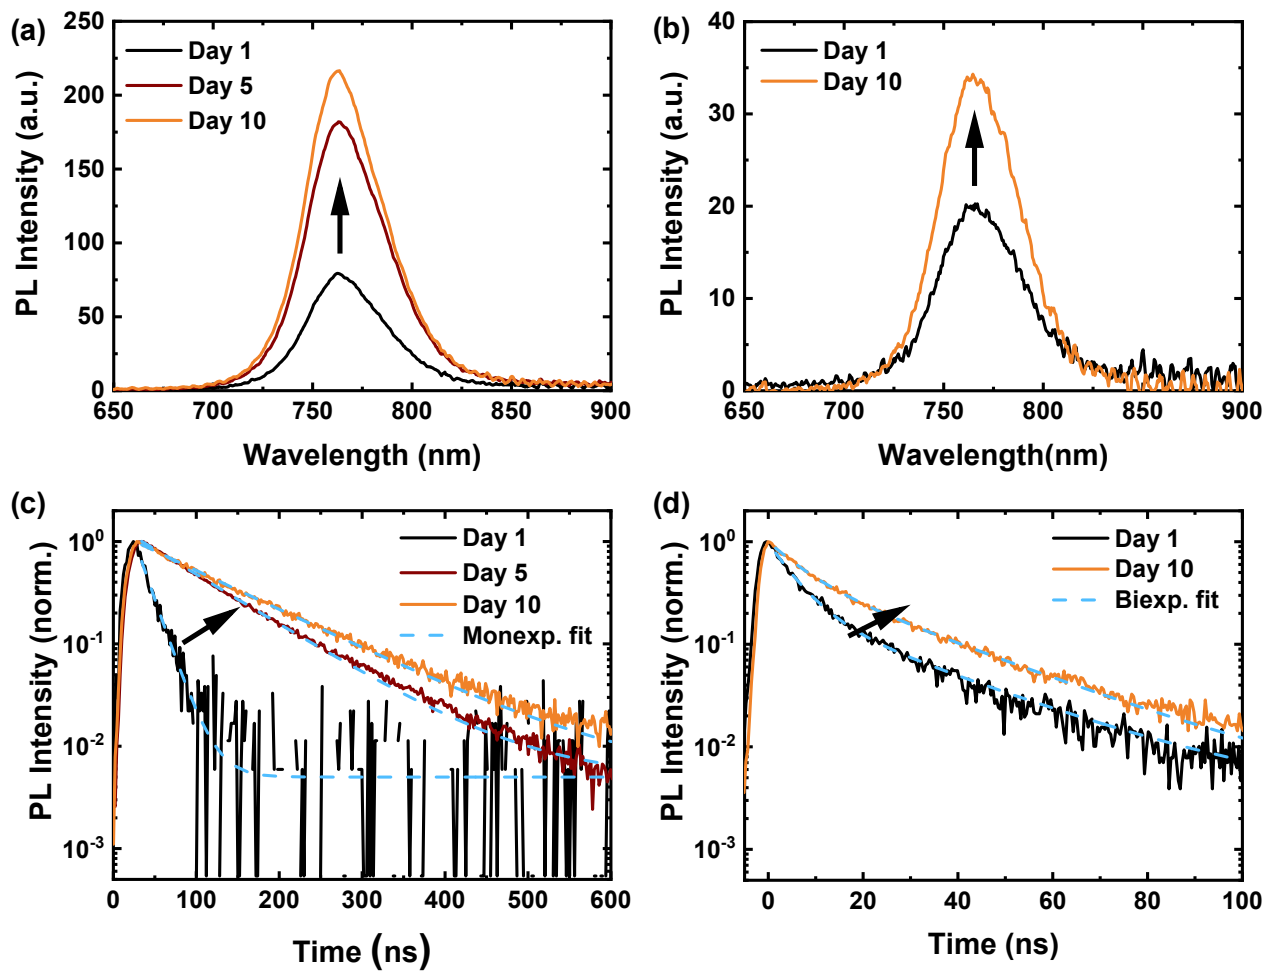 (a)
250
200
150
100
50
0
PL Intensity (a.u.)
Day 1
Day 5
Day 10
650 700 750 800 850 900
Wavelength (nm)
(b)
40
30
20
10
0
PL Intensity (a.u.)
Day 1
Day 10
650 700 750 800 850 900
Wavelength(nm)
(c)
10⁰
10⁻¹
10⁻²
10⁻³
PL Intensity (norm.)
Day 1
Day 5
Day 10
Monexp. fit
0 100 200 300 400 500 600
Time (ns)
(d)
10⁰
10⁻¹
10⁻²
10⁻³
PL Intensity (norm.)
Day 1
Day 10
Biexp. fit
0 20 40 60 80 100
Time (ns)